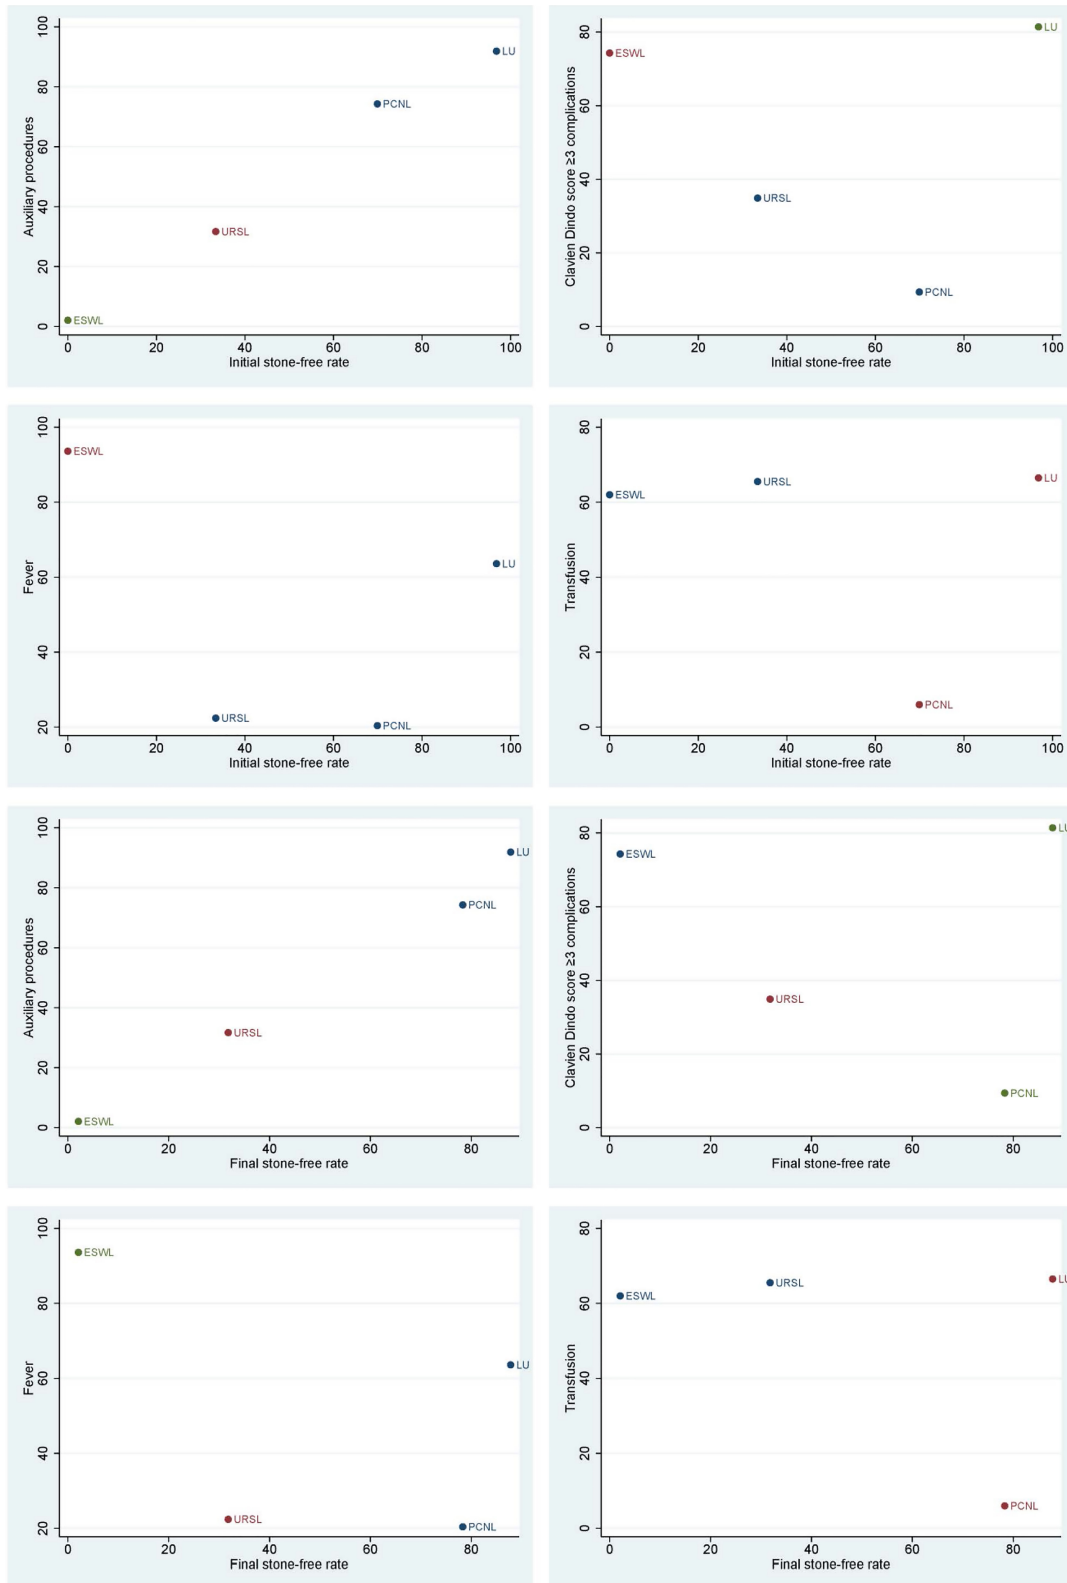 Auxiliary procedures
100
80
60
40
20
0
LU
PCNL
URSL
ESWL
0 20 40 60 80 100
Initial stone-free rate
Clavien Dindo score ≥3 complications
80
60
40
20
0
LU
ESWL
URSL
PCNL
0 20 40 60 80 100
Initial stone-free rate
Fever
100
80
60
40
20
ESWL
LU
URSL
PCNL
0 20 40 60 80 100
Initial stone-free rate
Transfusion
80
60
40
20
0
ESWL
URSL
LU
PCNL
0 20 40 60 80 100
Initial stone-free rate
Auxiliary procedures
100
80
60
40
20
0
LU
PCNL
URSL
ESWL
0 20 40 60 80
Final stone-free rate
Clavien Dindo score ≥3 complications
80
60
40
20
0
LU
ESWL
URSL
PCNL
0 20 40 60 80
Final stone-free rate
Fever
100
80
60
40
20
ESWL
LU
URSL
PCNL
0 20 40 60 80
Final stone-free rate
Transfusion
80
60
40
20
0
ESWL
URSL
LU
PCNL
0 20 40 60 80
Final stone-free rate